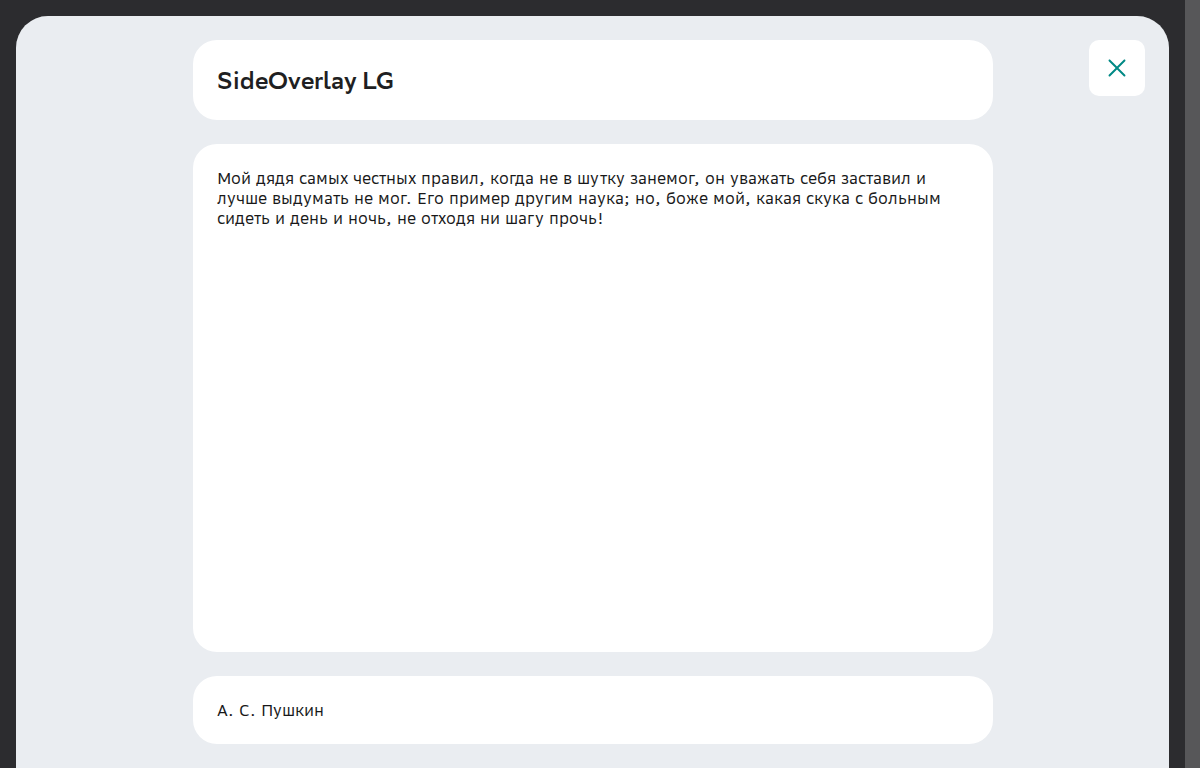 SideOverlay LG
Мой дядя самых честных правил, когда не в шутку занемог, он уважать себя заставил и
лучше выдумать не мог. Его пример другим наука; но, боже мой, какая скука с больным
сидеть и день и ночь, не отходя ни шагу прочь!
А. С. Пушкин